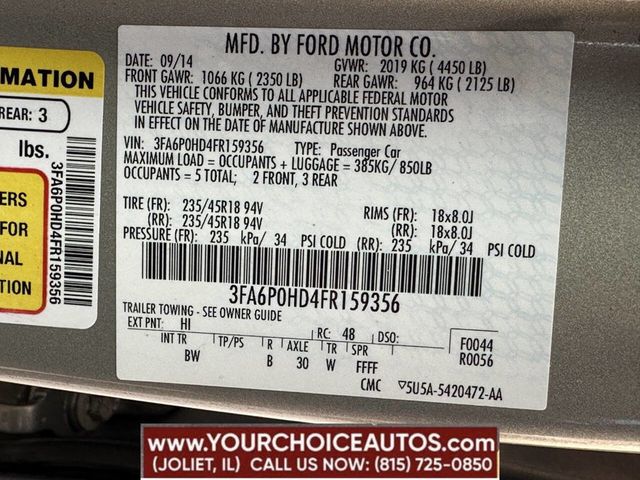 MFD. BY FORD MOTOR CO.
DATE: 09/14 GVWR: 2019 KG ( 4450 LB)
FRONT GAWR: 1066 KG ( 2350 LB) REAR GAWR: 964 KG ( 2125 LB)
THIS VEHICLE CONFORMS TO ALL APPLICABLE FEDERAL MOTOR
VEHICLE SAFETY, BUMPER, AND THEFT PREVENTION STANDARDS
IN EFFECT ON THE DATE OF MANUFACTURE SHOWN ABOVE.
VIN: 3FA6P0HD4FR159356 TYPE: Passenger Car
MAXIMUM LOAD = OCCUPANTS + LUGGAGE = 385KG/ 850LB
OCCUPANTS = 5 TOTAL; 2 FRONT, 3 REAR
TIRE (FR): 235/45R18 94V RIMS (FR): 18x8.0J
(RR): 235/45R18 94V (RR): 18x8.0J
PRESSURE (FR): 235 kPa/ 34 PSI COLD (RR): 235 kPa/ 34 PSI COLD
3FA6P0HD4FR159356
TRAILER TOWING - SEE OWNER GUIDE
EXT PNT: HI RC: 48 DSO: F0044
INT TR TP/PS R AXLE TR SPR R0056
BW B 30 W FFFF
CMC ▽5U5A-5420472-AA
RMATION
REAR: 3
lbs.
3FA6P0HD4FR159356
ERS
FOR
NAL
TION
WWW.YOURCHOICEAUTOS.COM
(JOLIET, IL) CALL US NOW: (815) 725-0850